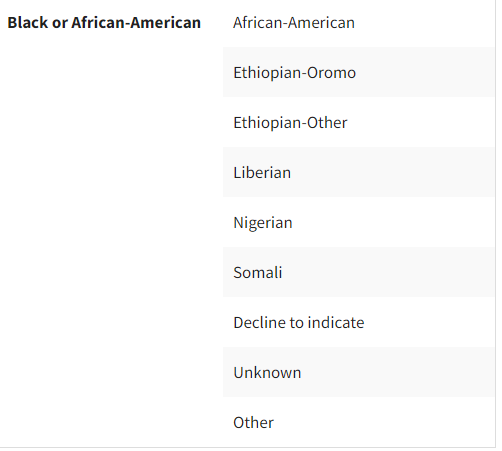 Black or African-American
African-American
Ethiopian-Oromo
Ethiopian-Other
Liberian
Nigerian
Somali
Decline to indicate
Unknown
Other